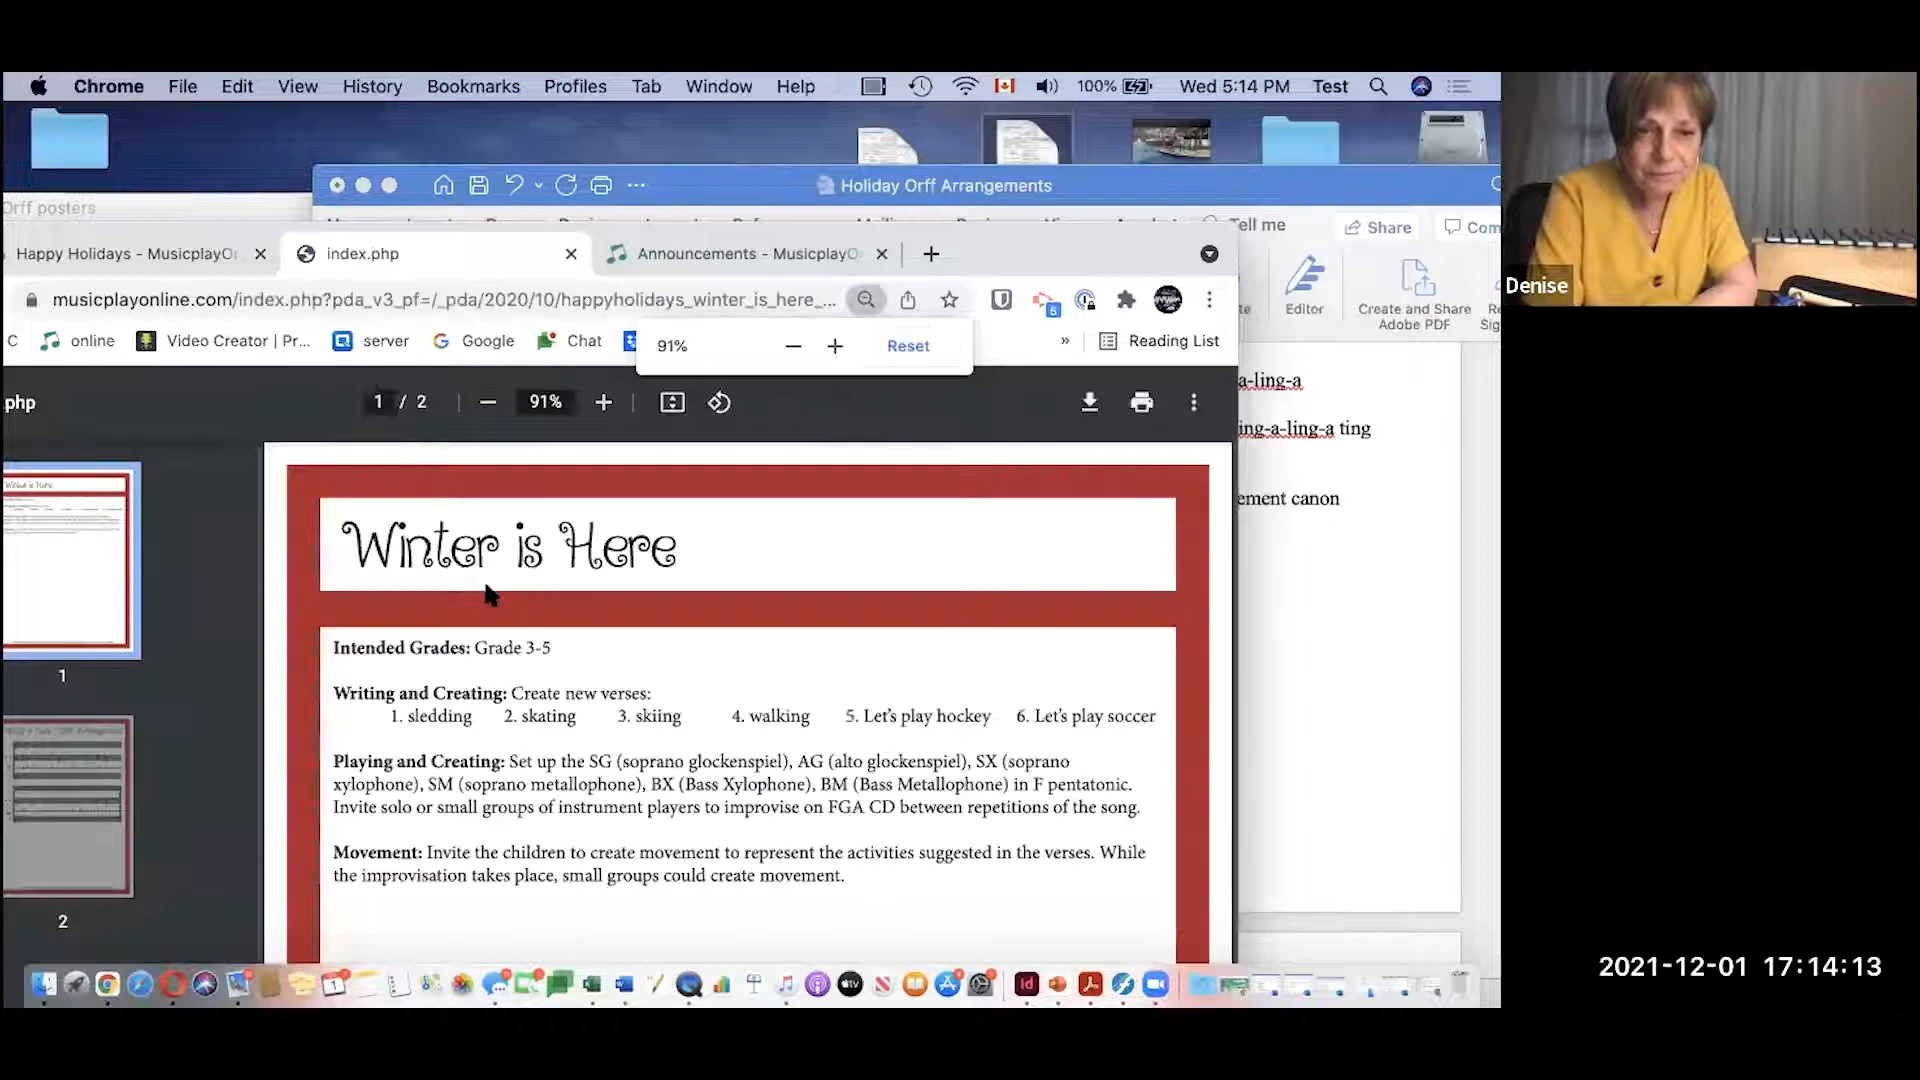 Chrome File Edit View History Bookmarks Profiles Tab Window Help 100% Wed 5:14 PM Test
Holiday Orff Arrangements
Orff posters
Tell me Share Com
Happy Holidays - MusicplayO index.php Announcements - MusicplayO
musicplayonline.com/index.php?pda_v3_pf=/_pda/2020/10/happyholidays_winter_is_here_... 5
C online Video Creator | Pr... server Google Chat » Reading List
91% Reset
Editor Create and Share
Adobe PDF
.php 1 / 2 91%
a-ling-a
ing-a-ling-a ting
ement canon
Winter is Here
Intended Grades: Grade 3-5
Writing and Creating: Create new verses:
1. sledding 2. skating 3. skiing 4. walking 5. Let's play hockey 6. Let's play soccer
Playing and Creating: Set up the SG (soprano glockenspiel), AG (alto glockenspiel), SX (soprano
xylophone), SM (soprano metallophone), BX (Bass Xylophone), BM (Bass Metallophone) in F pentatonic.
Invite solo or small groups of instrument players to improvise on FGA CD between repetitions of the song.
Movement: Invite the children to create movement to represent the activities suggested in the verses. While
the improvisation takes place, small groups could create movement.
Winter is Here
1
2
Denise
2021-12-01 17:14:13